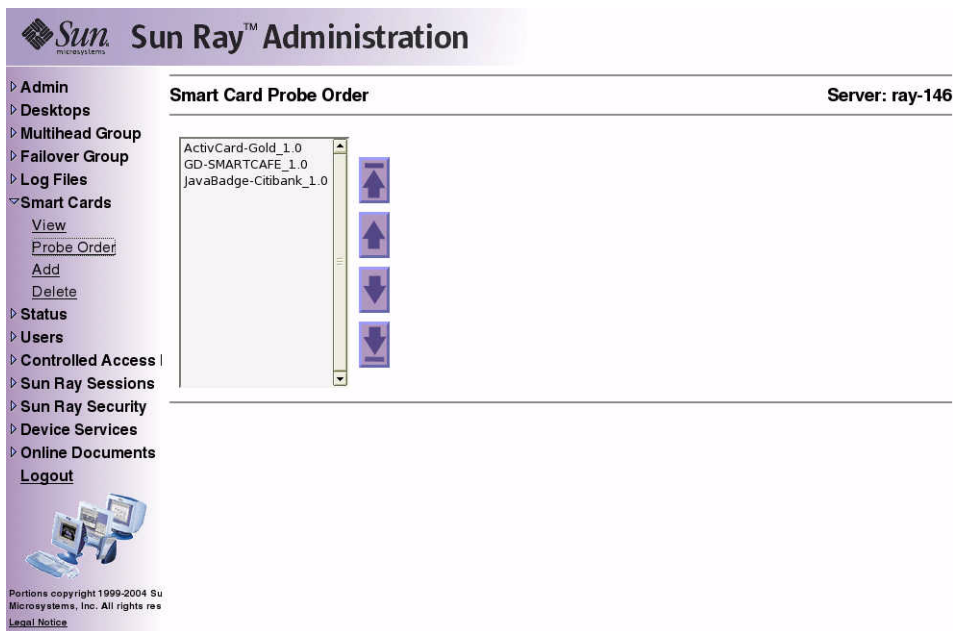 Sun microsystems Sun Ray™ Administration
Admin
Desktops
Multihead Group
Failover Group
Log Files
Smart Cards
View
Probe Order
Add
Delete
Status
Users
Controlled Access
Sun Ray Sessions
Sun Ray Security
Device Services
Online Documents
Logout
Portions copyright 1999-2004 Su
Microsystems, Inc. All rights res
Legal Notice
Smart Card Probe Order
Server: ray-146
ActivCard-Gold_1.0
GD-SMARTCAFE_1.0
JavaBadge-Citibank_1.0